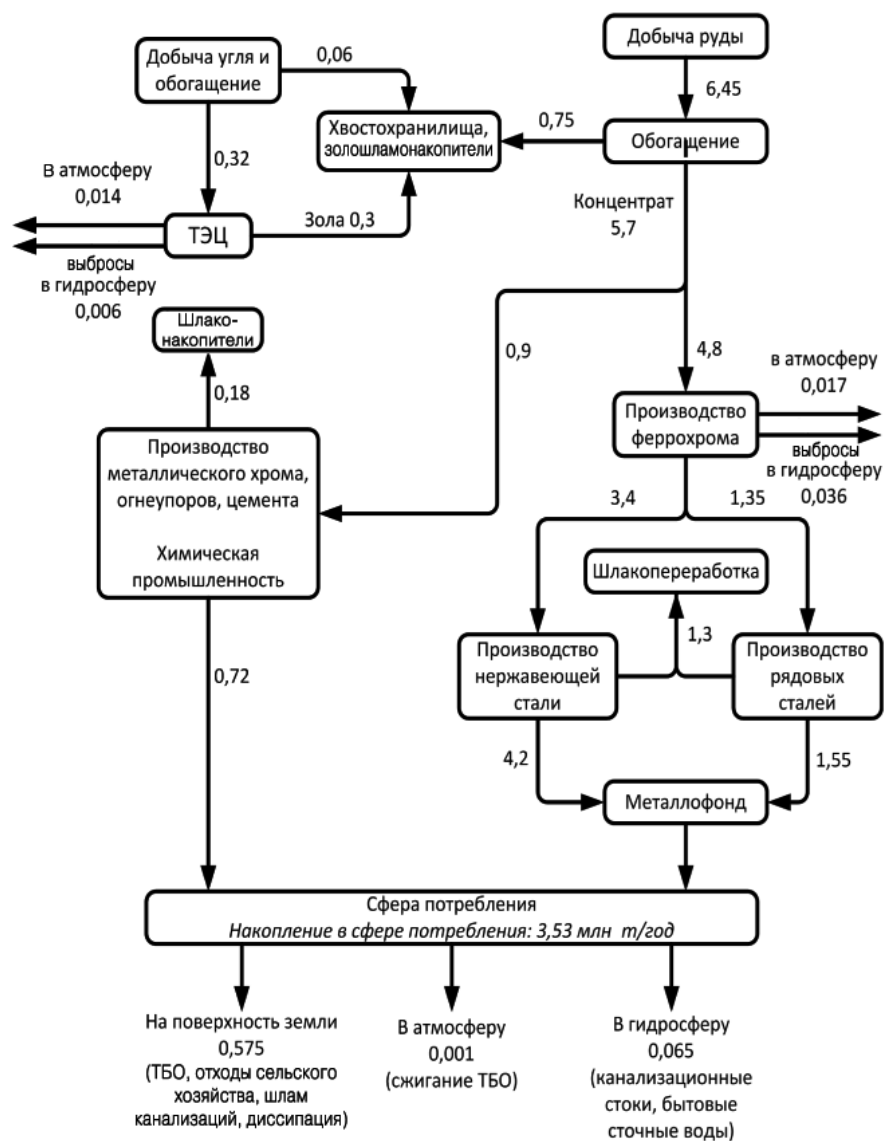 Добыча руды
6,45
Добыча угля и
обогащение
0,06
Хвостохранилища,
золошламонакопители
0,75
Обогащение
0,32
В атмосферу
0,014
ТЭЦ
Зола 0,3
выбросы
в гидросферу
0,006
Концентрат
5,7
Шлако-
накопители
0,18
0,9
4,8
в атмосферу
0,017
Производство
феррохрома
выбросы
в гидросферу
0,036
Производство
металлического хрома,
огнеупоров, цемента
Химическая
промышленность
3,4
1,35
Шлакопереработка
1,3
Производство
нержавеющей
стали
Производство
рядовых
сталей
0,72
4,2
1,55
Металлофонд
Сфера потребления
Накопление в сфере потребления: 3,53 млн т/год
На поверхность земли
0,575
(ТБО, отходы сельского
хозяйства, шлам
канализаций, диссипация)
В атмосферу
0,001
(сжигание ТБО)
В гидросферу
0,065
(канализационные
стоки, бытовые
сточные воды)